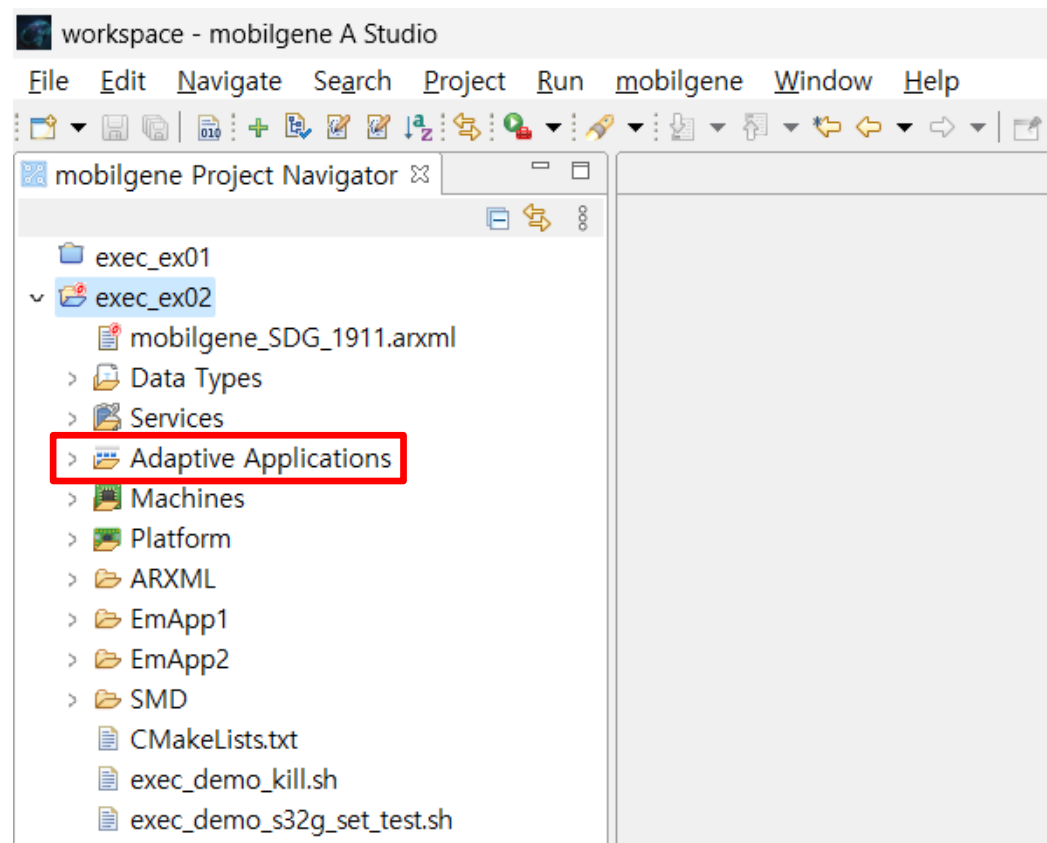 workspace - mobilgene A Studio
File Edit Navigate Search Project Run mobilgene Window Help
010
mobilgene Project Navigator
exec_ex01
exec_ex02
mobilgene_SDG_1911.arxml
Data Types
Services
Adaptive Applications
Machines
Platform
ARXML
EmApp1
EmApp2
SMD
CMakeLists.txt
exec_demo_kill.sh
exec_demo_s32g_set_test.sh